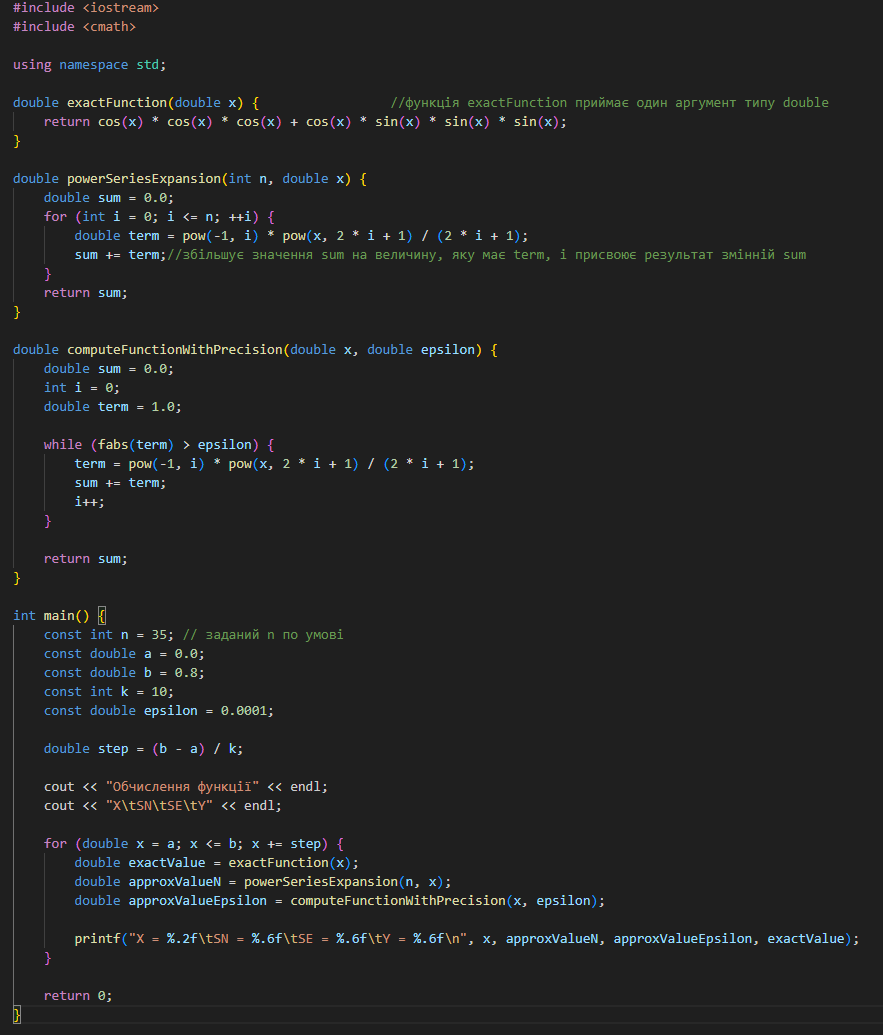 #include <iostream>
#include <cmath>
using namespace std;
double exactFunction(double x) {                 //функція exactFunction приймає один аргумент типу double
    return cos(x) * cos(x) * cos(x) + cos(x) * sin(x) * sin(x) * sin(x);
}
double powerSeriesExpansion(int n, double x) {
    double sum = 0.0;
    for (int i = 0; i <= n; ++i) {
        double term = pow(-1, i) * pow(x, 2 * i + 1) / (2 * i + 1);
        sum += term;//збільшує значення sum на величину, яку має term, і присвоює результат змінній sum
    }
    return sum;
}
double computeFunctionWithPrecision(double x, double epsilon) {
    double sum = 0.0;
    int i = 0;
    double term = 1.0;
    while (fabs(term) > epsilon) {
        term = pow(-1, i) * pow(x, 2 * i + 1) / (2 * i + 1);
        sum += term;
        i++;
    }
    return sum;
}
int main() {
    const int n = 35; // заданий n по умові
    const double a = 0.0;
    const double b = 0.8;
    const int k = 10;
    const double epsilon = 0.0001;
    double step = (b - a) / k;
    cout << "Обчислення функції" << endl;
    cout << "X\tSN\tSE\tY" << endl;
    for (double x = a; x <= b; x += step) {
        double exactValue = exactFunction(x);
        double approxValueN = powerSeriesExpansion(n, x);
        double approxValueEpsilon = computeFunctionWithPrecision(x, epsilon);
        printf("X = %.2f\tSN = %.6f\tSE = %.6f\tY = %.6f\n", x, approxValueN, approxValueEpsilon, exactValue);
    }
    return 0;
}